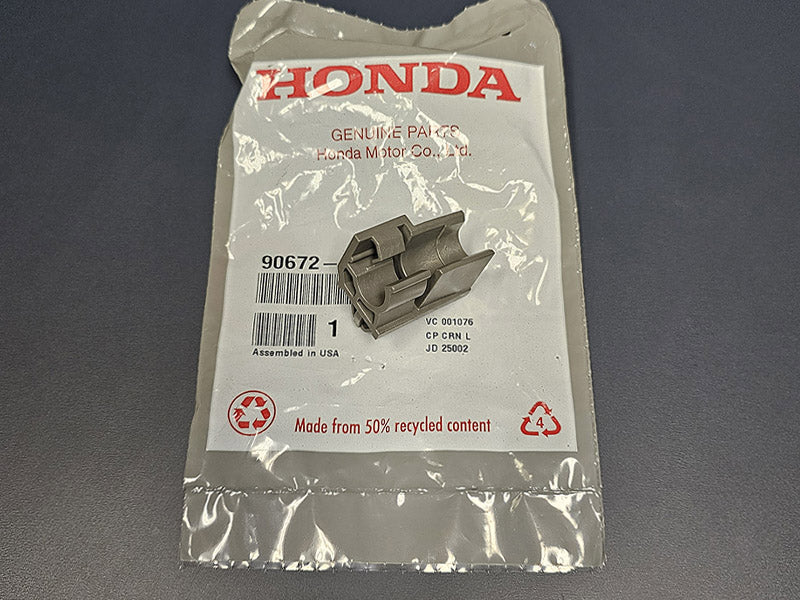 HONDA
GENUINE PARTS
Honda Motor Co., Ltd.
90672-
1
VC 001076
CP CRN L
JD 25002
Assembled in USA
Made from 50% recycled content
4